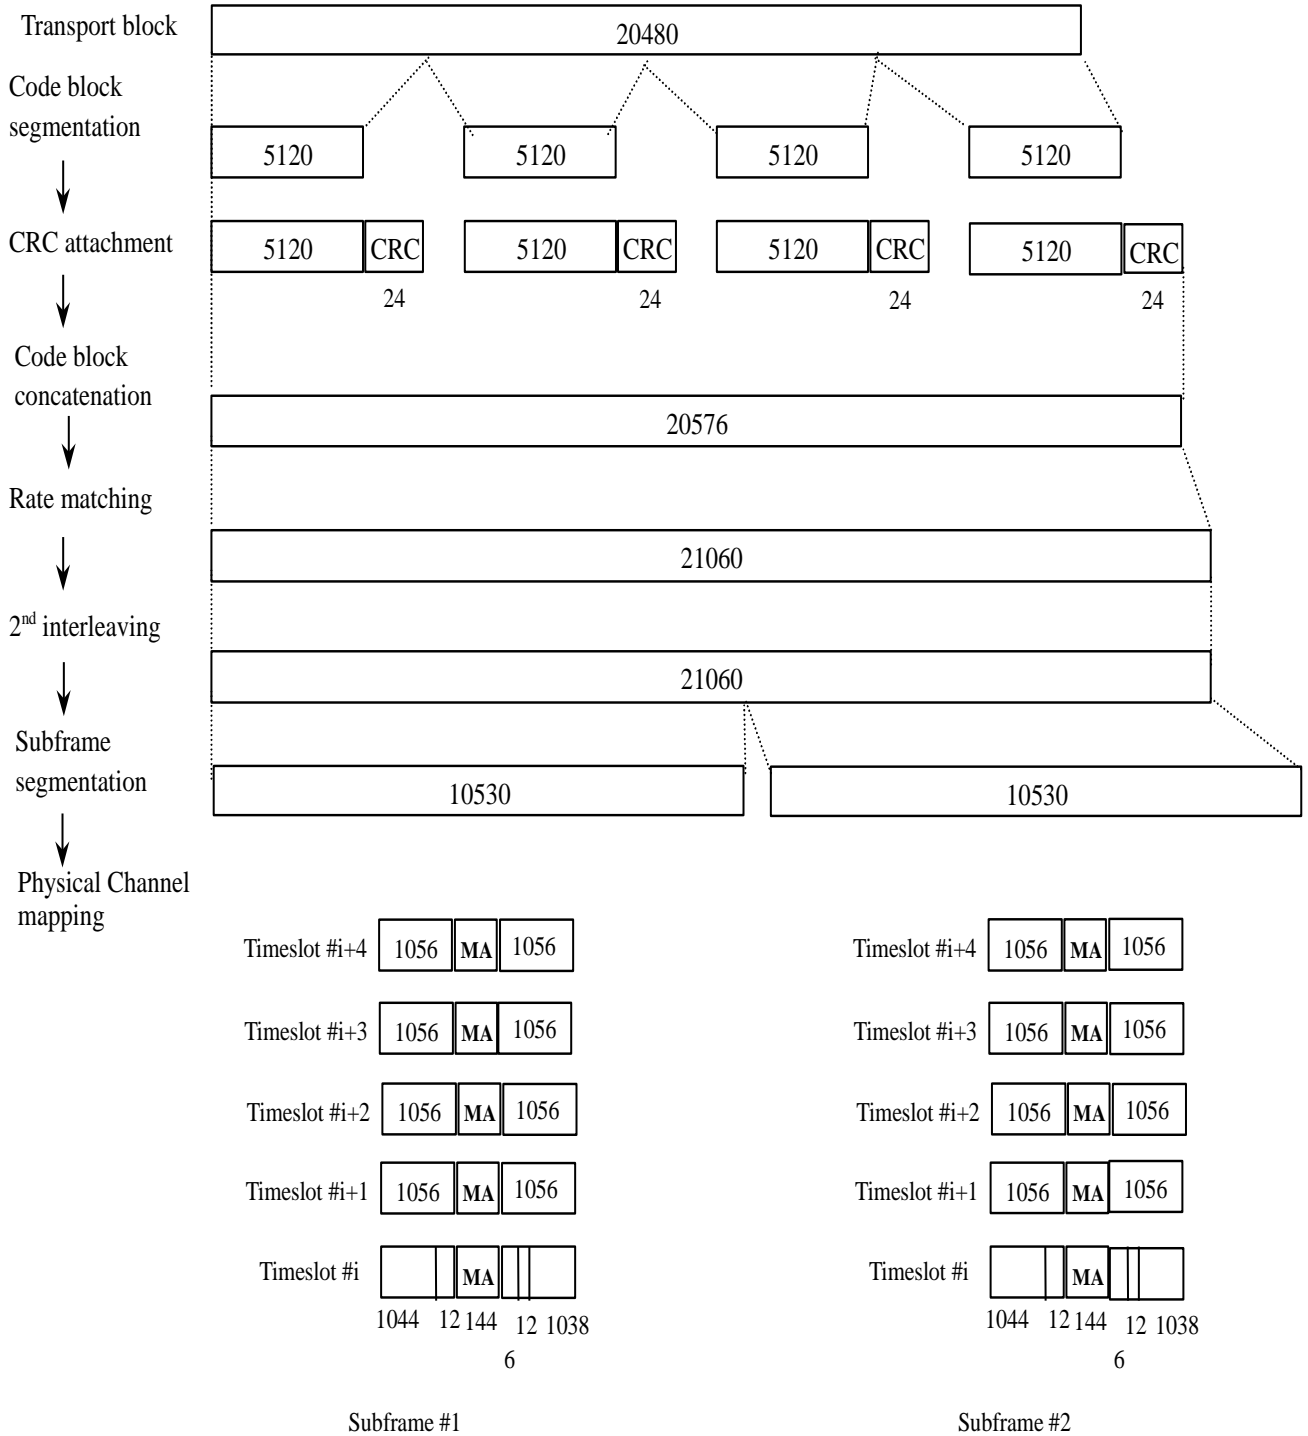 Transport block
20480
Code block
segmentation
5120 5120 5120 5120
CRC attachment
5120 CRC 5120 CRC 5120 CRC 5120 CRC
24 24 24 24
Code block
concatenation
20576
Rate matching
21060
2nd interleaving
21060
Subframe
segmentation
10530 10530
Physical Channel
mapping
Timeslot #i+4 1056 MA 1056 Timeslot #i+4 1056 MA 1056
Timeslot #i+3 1056 MA 1056 Timeslot #i+3 1056 MA 1056
Timeslot #i+2 1056 MA 1056 Timeslot #i+2 1056 MA 1056
Timeslot #i+1 1056 MA 1056 Timeslot #i+1 1056 MA 1056
Timeslot #i MA Timeslot #i MA
1044 12 144 12 1038 1044 12 144 12 1038
6 6
Subframe #1 Subframe #2